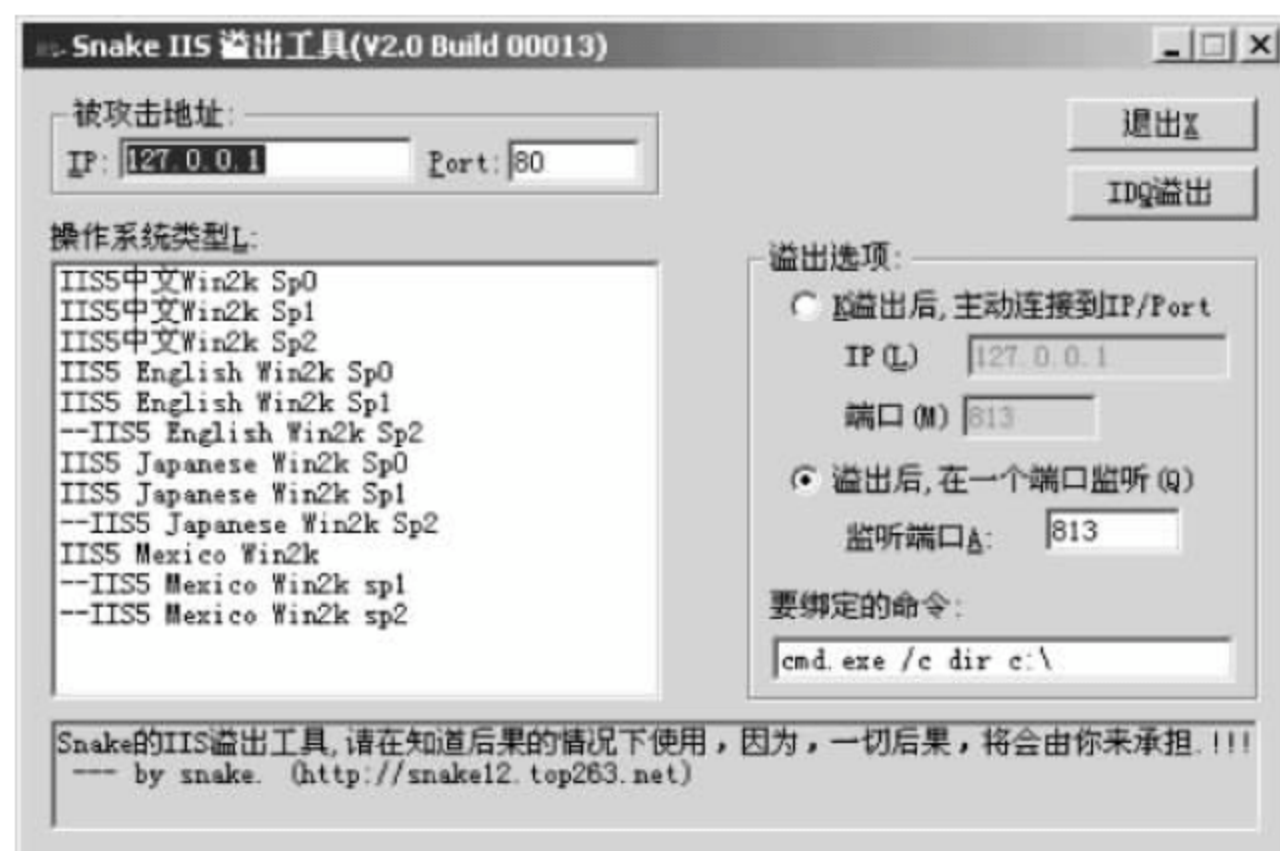 Snake IIS 溢出工具(V2.0 Build 00013)
被攻击地址:
IP: 127.0.0.1 Port: 80
退出X
IDQ溢出
操作系统类型L:
IIS5中文Win2k Sp0
IIS5中文Win2k Sp1
IIS5中文Win2k Sp2
IIS5 English Win2k Sp0
IIS5 English Win2k Sp1
--IIS5 English Win2k Sp2
IIS5 Japanese Win2k Sp0
IIS5 Japanese Win2k Sp1
--IIS5 Japanese Win2k Sp2
IIS5 Mexico Win2k
--IIS5 Mexico Win2k sp1
--IIS5 Mexico Win2k sp2
溢出选项:
K溢出后,主动连接到IP/Port
IP(L) 127.0.0.1
端口(M) 813
溢出后,在一个端口监听(Q)
监听端口A: 813
要绑定的命令:
cmd.exe /c dir c:\
Snake的IIS溢出工具,请在知道后果的情况下使用，因为，一切后果，将会由你来承担.!!!
--- by snake. (http://snake12.top263.net)